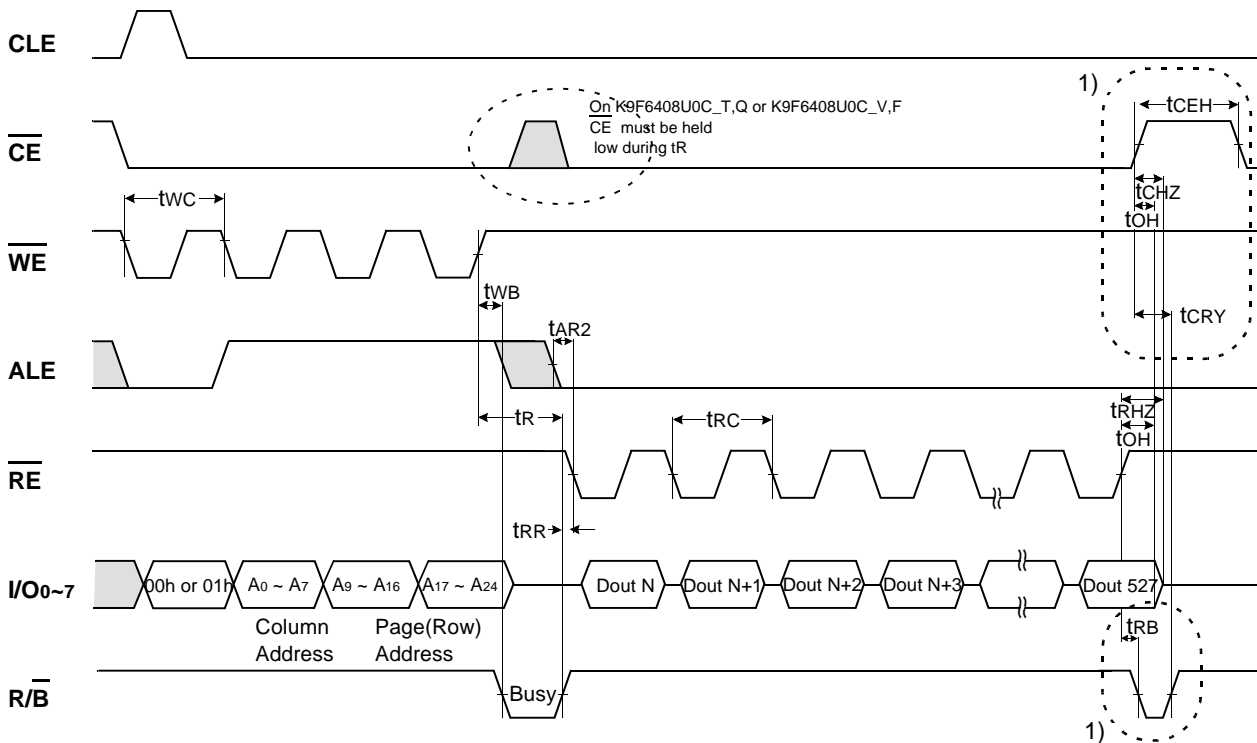 CLE
1)
tCEH
On K9F6408U0C_T,Q or K9F6408U0C_V,F
CE must be held
low during tR
CE
tCHZ
tWC
tOH
WE
tWB
tCRY
tAR2
ALE
tR
tRC
tRHZ
tOH
RE
tRR
I/O0~7
00h or 01h
A0 ~ A7
A9 ~ A16
A17 ~ A24
Dout N
Dout N+1
Dout N+2
Dout N+3
Dout 527
Column
Address
Page(Row)
Address
tRB
R/B
Busy
1)